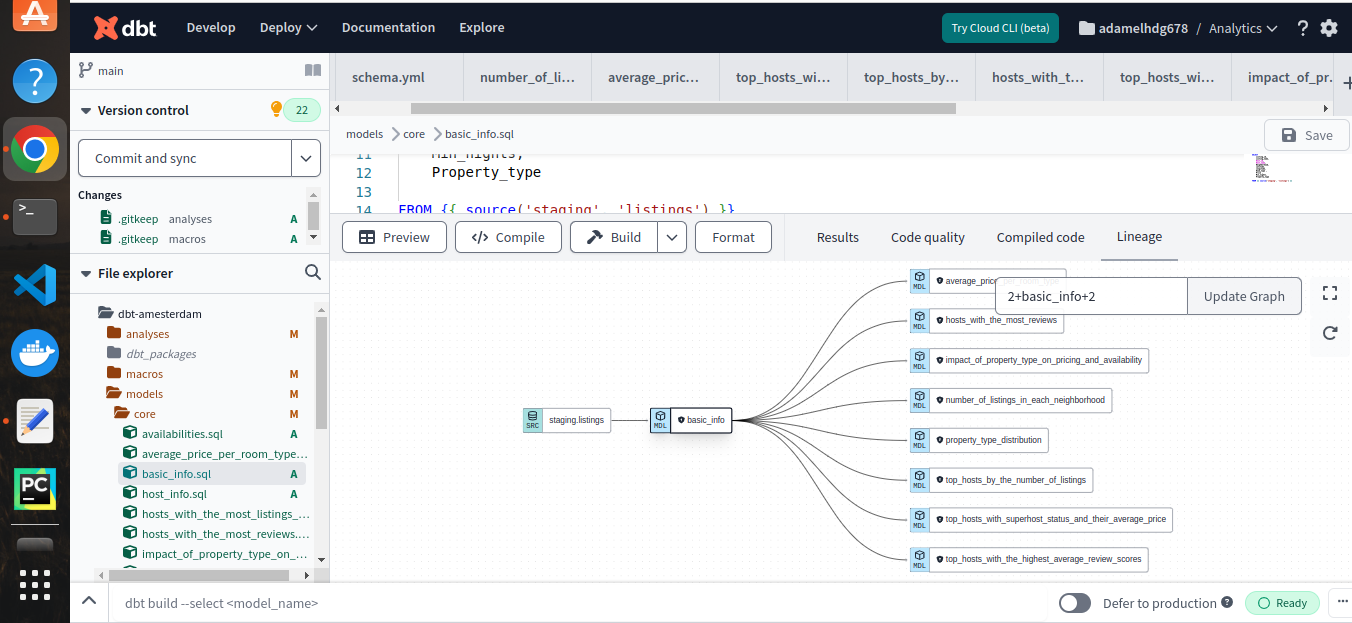 dbt
Develop
Deploy
Documentation
Explore
Try Cloud CLI (beta)
adamelhdg678 / Analytics
?
main
Version control
22
Commit and sync
Changes
.gitkeep analyses A
.gitkeep macros A
File explorer
dbt-amesterdam
analyses M
dbt_packages
macros M
models M
core M
availabilities.sql A
average_price_per_room_type...
basic_info.sql A
host_info.sql A
hosts_with_the_most_listings_...
hosts_with_the_most_reviews....
impact_of_property_type_on_...
schema.yml
number_of_li...
average_pric...
top_hosts_wi...
top_hosts_by...
hosts_with_t...
top_hosts_wi...
impact_of_pr.
models > core > basic_info.sql
Save
11 Min_nights,
12 Property_type
13
14 FROM {{ source('staging', 'listings') }}
Preview
Compile
Build
Format
Results
Code quality
Compiled code
Lineage
2+basic_info+2
Update Graph
SRC staging.listings
MDL basic_info
MDL average_price_per_room_type
MDL hosts_with_the_most_reviews
MDL impact_of_property_type_on_pricing_and_availability
MDL number_of_listings_in_each_neighborhood
MDL property_type_distribution
MDL top_hosts_by_the_number_of_listings
MDL top_hosts_with_superhost_status_and_their_average_price
MDL top_hosts_with_the_highest_average_review_scores
dbt build --select <model_name>
Defer to production ?
Ready
...
?
>_
PC